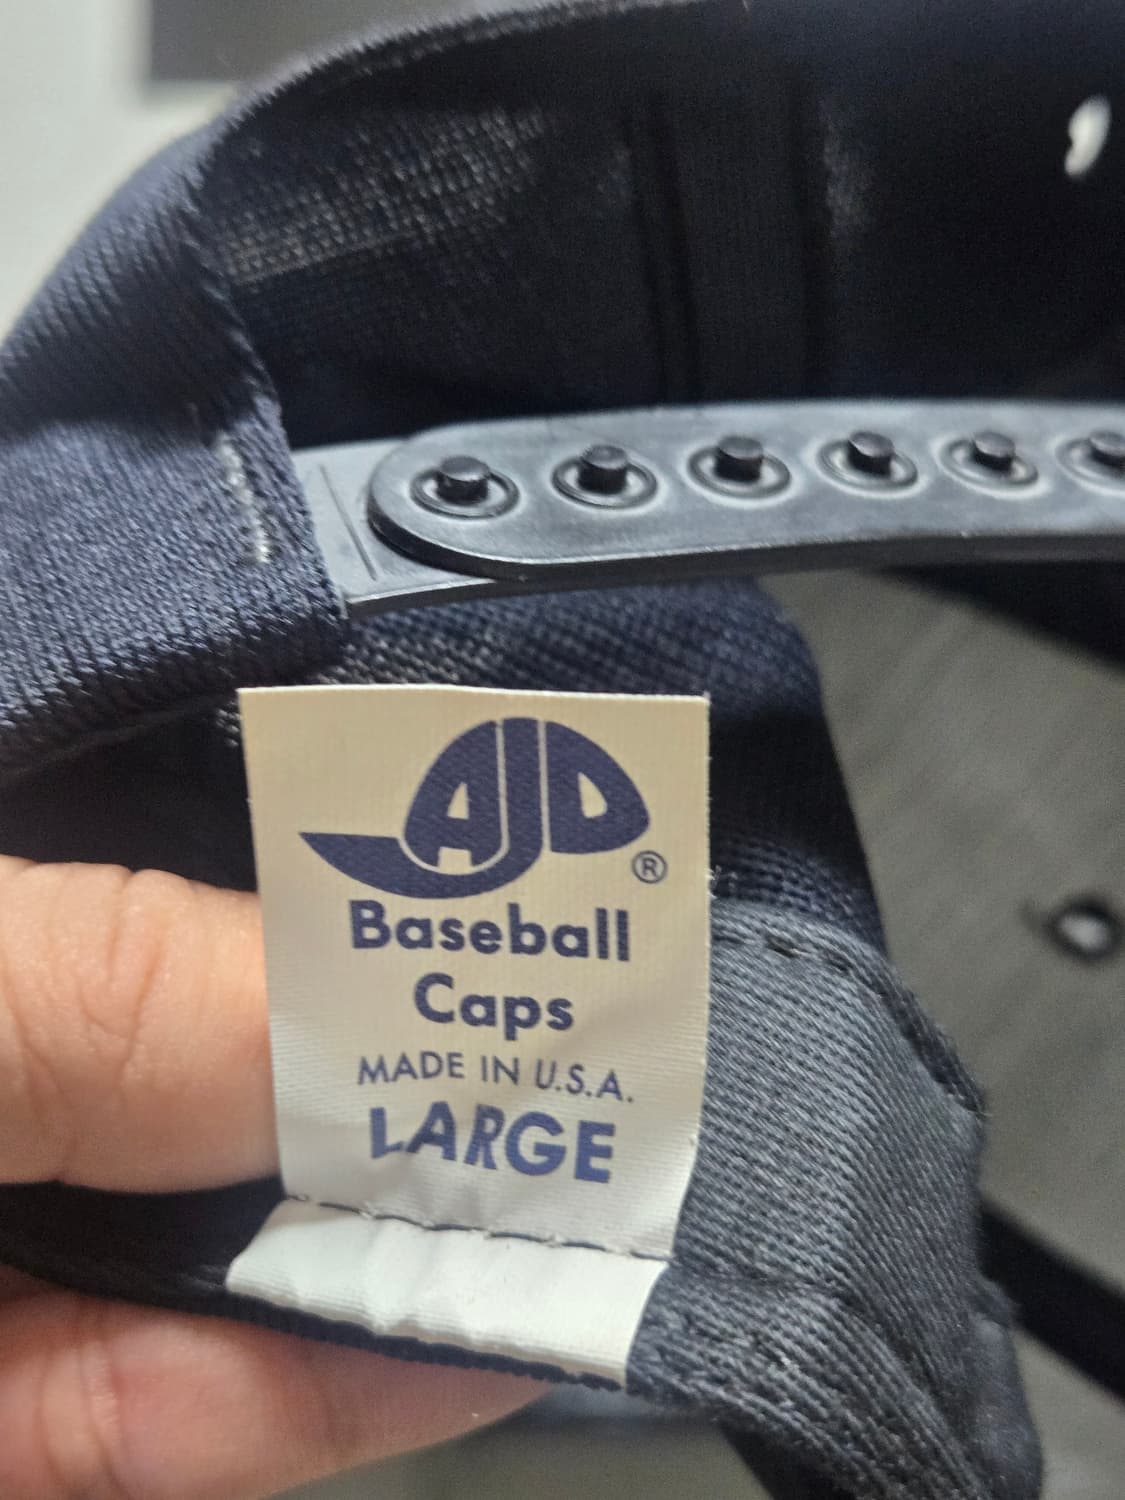 AJD®
Baseball
Caps
MADE IN U.S.A.
LARGE